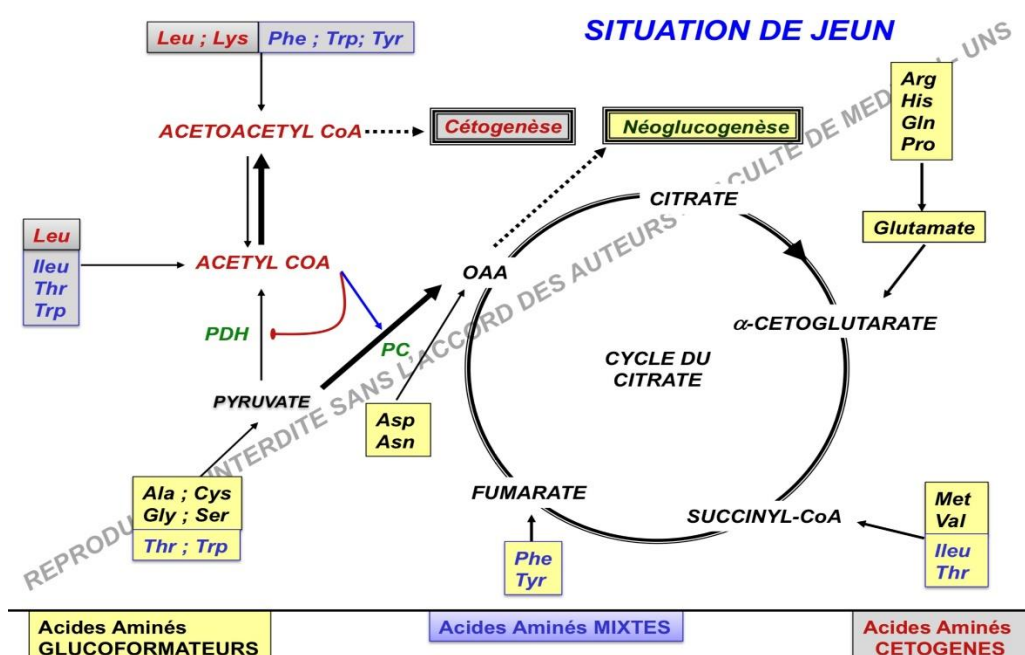 SITUATION DE JEUN
Leu ; Lys
Phe ; Trp; Tyr
ACETOACETYL CoA
Cétogenèse
Néoglucogenèse
Arg
His
Gln
Pro
Glutamate
CITRATE
Leu
Ileu
Thr
Trp
ACETYL COA
OAA
α-CETOGLUTARATE
PDH
PC
CYCLE DU
CITRATE
PYRUVATE
Asp
Asn
Ala ; Cys
Gly ; Ser
Thr ; Trp
FUMARATE
SUCCINYL-CoA
Phe
Tyr
Met
Val
Ileu
Thr
INTERDITE SANS L'ACCORD DES AUTEURS
DE
UNS
Acides Aminés
GLUCOFORMATEURS
Acides Aminés MIXTES
Acides Aminés
CETOGENES